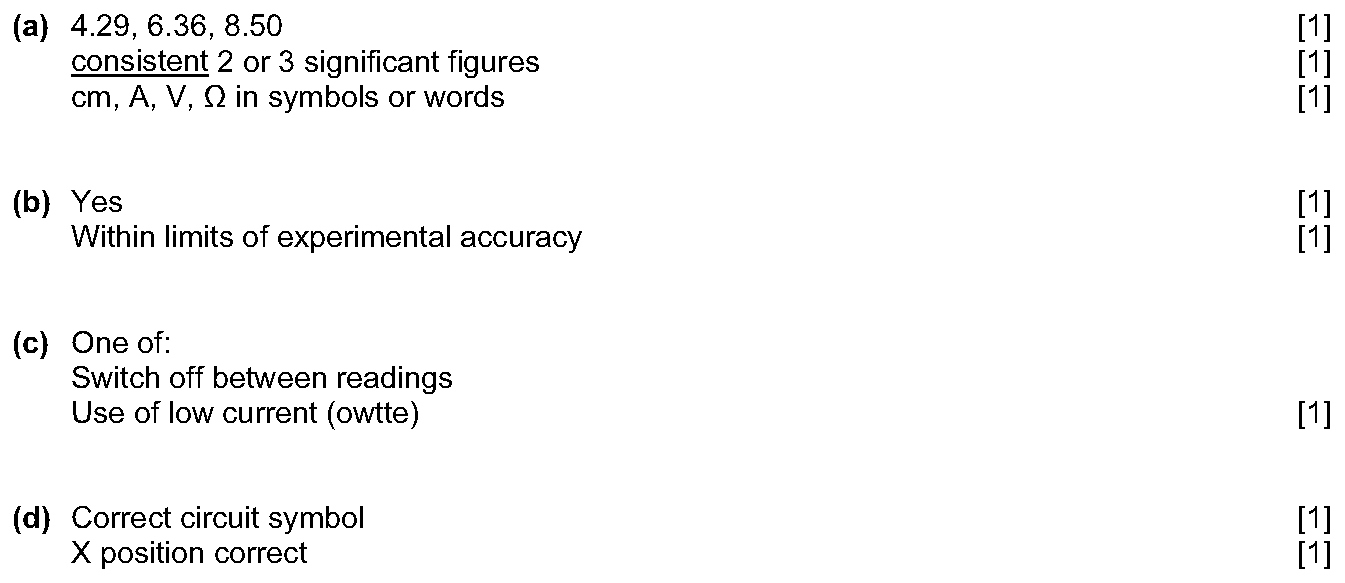 (a) 4.29, 6.36, 8.50 [1]
consistent 2 or 3 significant figures [1]
cm, A, V, Ω in symbols or words [1]
(b) Yes [1]
Within limits of experimental accuracy [1]
(c) One of:
Switch off between readings
Use of low current (owtte) [1]
(d) Correct circuit symbol [1]
X position correct [1]